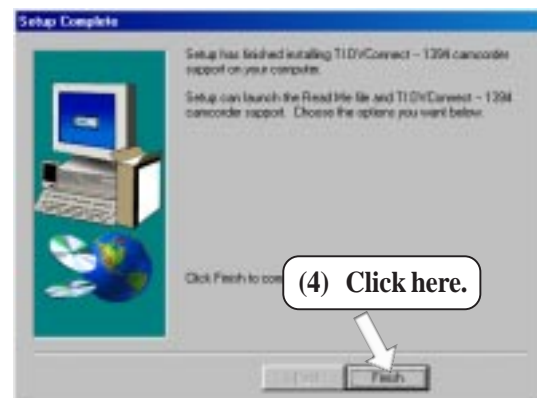 Setup Complete
Setup has finished installing TI DVConnect - 1394 camcorder
support on your computer.
Setup can launch the Read Me file and TI DVConnect - 1394
camcorder support. Choose the options you want below.
Click Finish to com
(4) Click here.
Finish